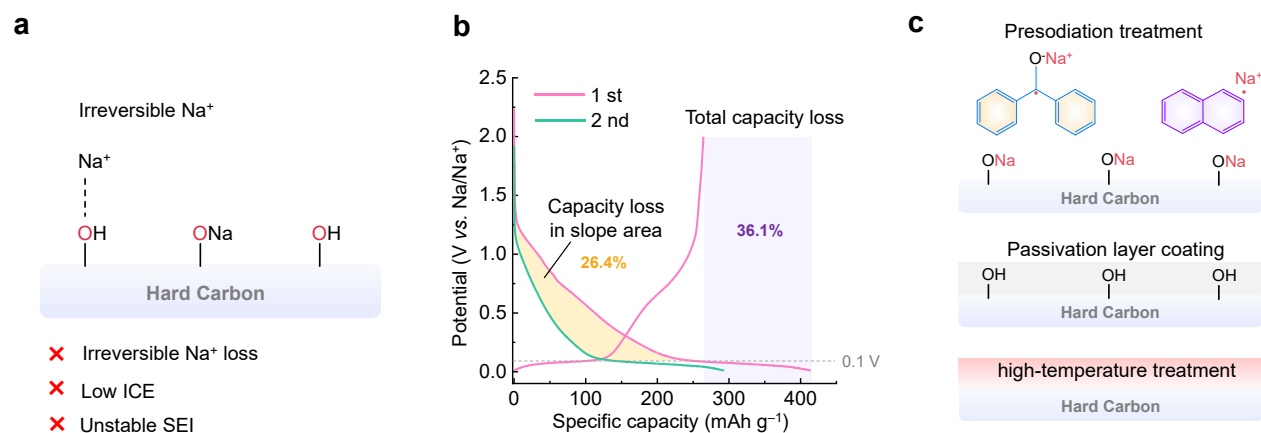 a
Irreversible Na⁺
Na⁺
OH
ONa
OH
Hard Carbon
Irreversible Na⁺ loss
Low ICE
Unstable SEI
b
Potential (V vs. Na/Na⁺)
2.5
2.0
1.5
1.0
0.5
0.0
1 st
2 nd
Total capacity loss
Capacity loss
in slope area
26.4%
36.1%
0.1 V
0 100 200 300 400
Specific capacity (mAh g⁻¹)
c
Presodiation treatment
O⁻Na⁺
Na⁺
ONa ONa ONa
Hard Carbon
Passivation layer coating
OH OH OH
Hard Carbon
high-temperature treatment
Hard Carbon